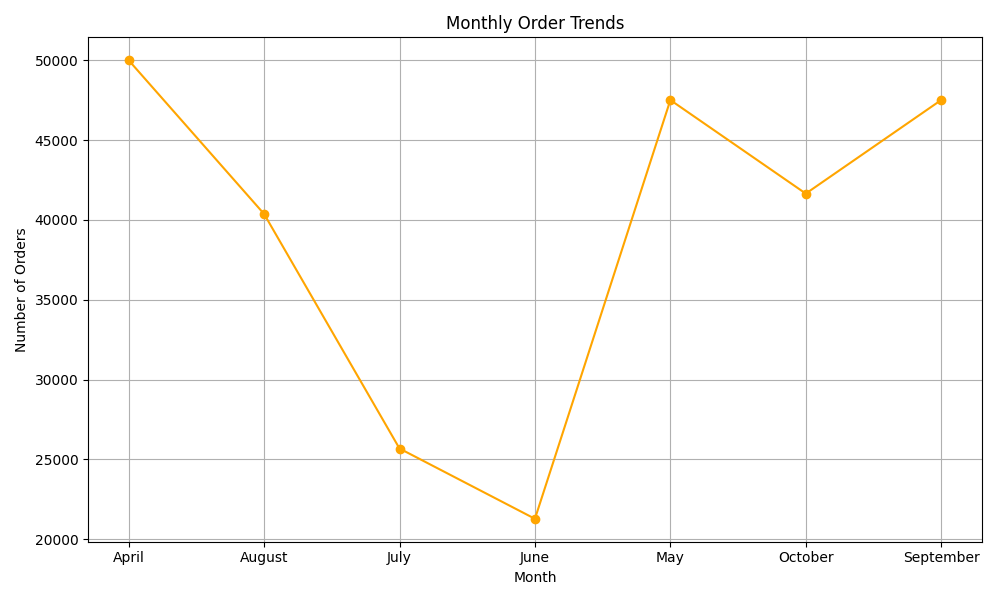 Monthly Order Trends
Number of Orders
50000
45000
40000
35000
30000
25000
20000
April August July June May October September
Month